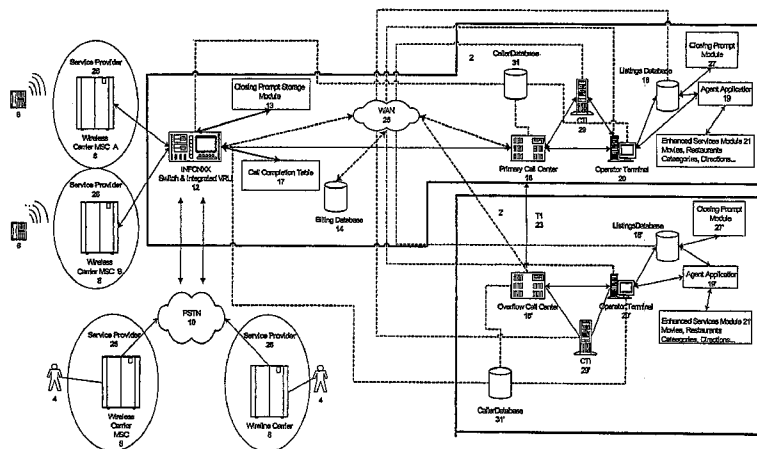 Service Provider
26
Wireless
Carrier MSC A
8
6
Service Provider
26
Wireless
Carrier MSC B
8
6
Closing Prompt Storage
Module
13
INFONXX
Switch & Integrated VRU
12
Call Completion Table
17
WAN
25
Billing Database
14
PSTN
10
Service Provider
26
Wireless
Carrier
MSC
8
4
Service Provider
26
Wireline Carrier
8
4
2
CallerDatabase
31
CTI
29
Primary Call Center
16
Operator Terminal
20
Listings Database
18
Closing Prompt
Module
27
Agent Application
19
Enhanced Services Module 21
Movies, Restaurants
Categories, Directions...
T1
23
2
Overflow Call Center
16'
Operator Terminal
20'
CTI
29'
CallerDatabase
31'
ListingsDatabase
18'
Closing Prompt
Module
27'
Agent Application
19'
Enhanced Services Module 21
Movies, Restaurants
Categories, Directions...